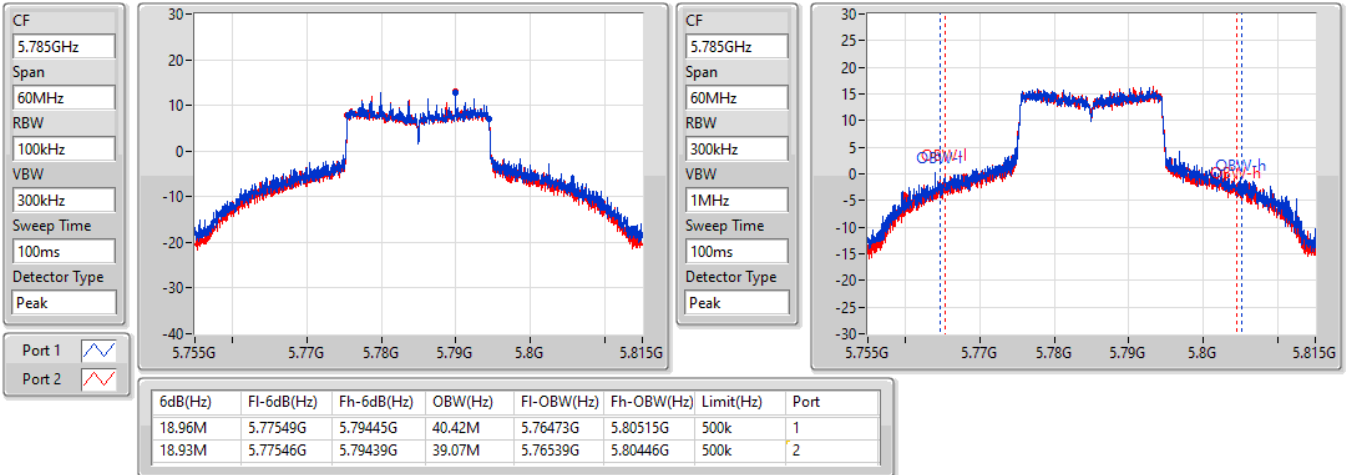 CF
5.785GHz
Span
60MHz
RBW
100kHz
VBW
300kHz
Sweep Time
100ms
Detector Type
Peak
Port 1
Port 2
30
20
10
0
-10
-20
-30
-40
5.755G 5.77G 5.78G 5.79G 5.8G 5.815G
CF
5.785GHz
Span
60MHz
RBW
300kHz
VBW
1MHz
Sweep Time
100ms
Detector Type
Peak
30
25
20
15
10
5
0
-5
-10
-15
-20
-25
-30
OBW-l OBW-l
OBW-h
OBW-h
5.755G 5.77G 5.78G 5.79G 5.8G 5.815G
6dB(Hz) Fl-6dB(Hz) Fh-6dB(Hz) OBW(Hz) Fl-OBW(Hz) Fh-OBW(Hz) Limit(Hz) Port
18.96M 5.77549G 5.79445G 40.42M 5.76473G 5.80515G 500k 1
18.93M 5.77546G 5.79439G 39.07M 5.76539G 5.80446G 500k 2